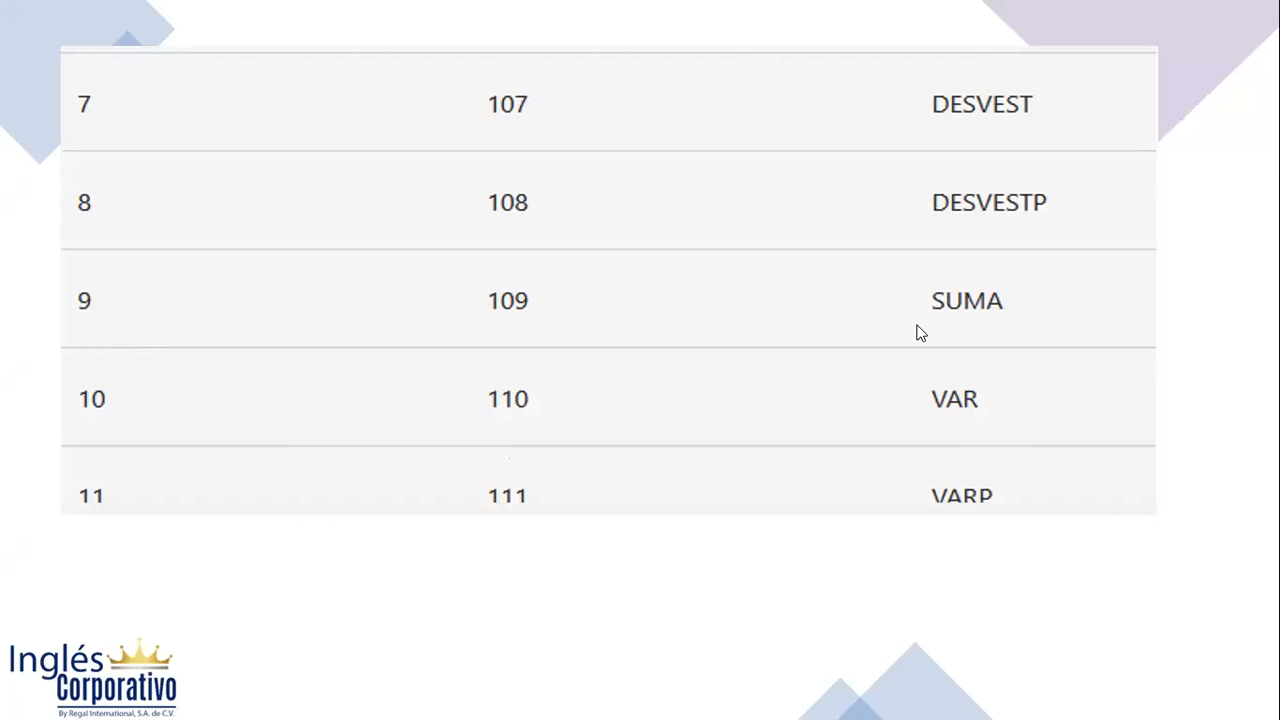 7 107 DESVEST
8 108 DESVESTP
9 109 SUMA
10 110 VAR
11 111 VARP
Inglés
Corporativo
By Regal International, S.A. de C.V.